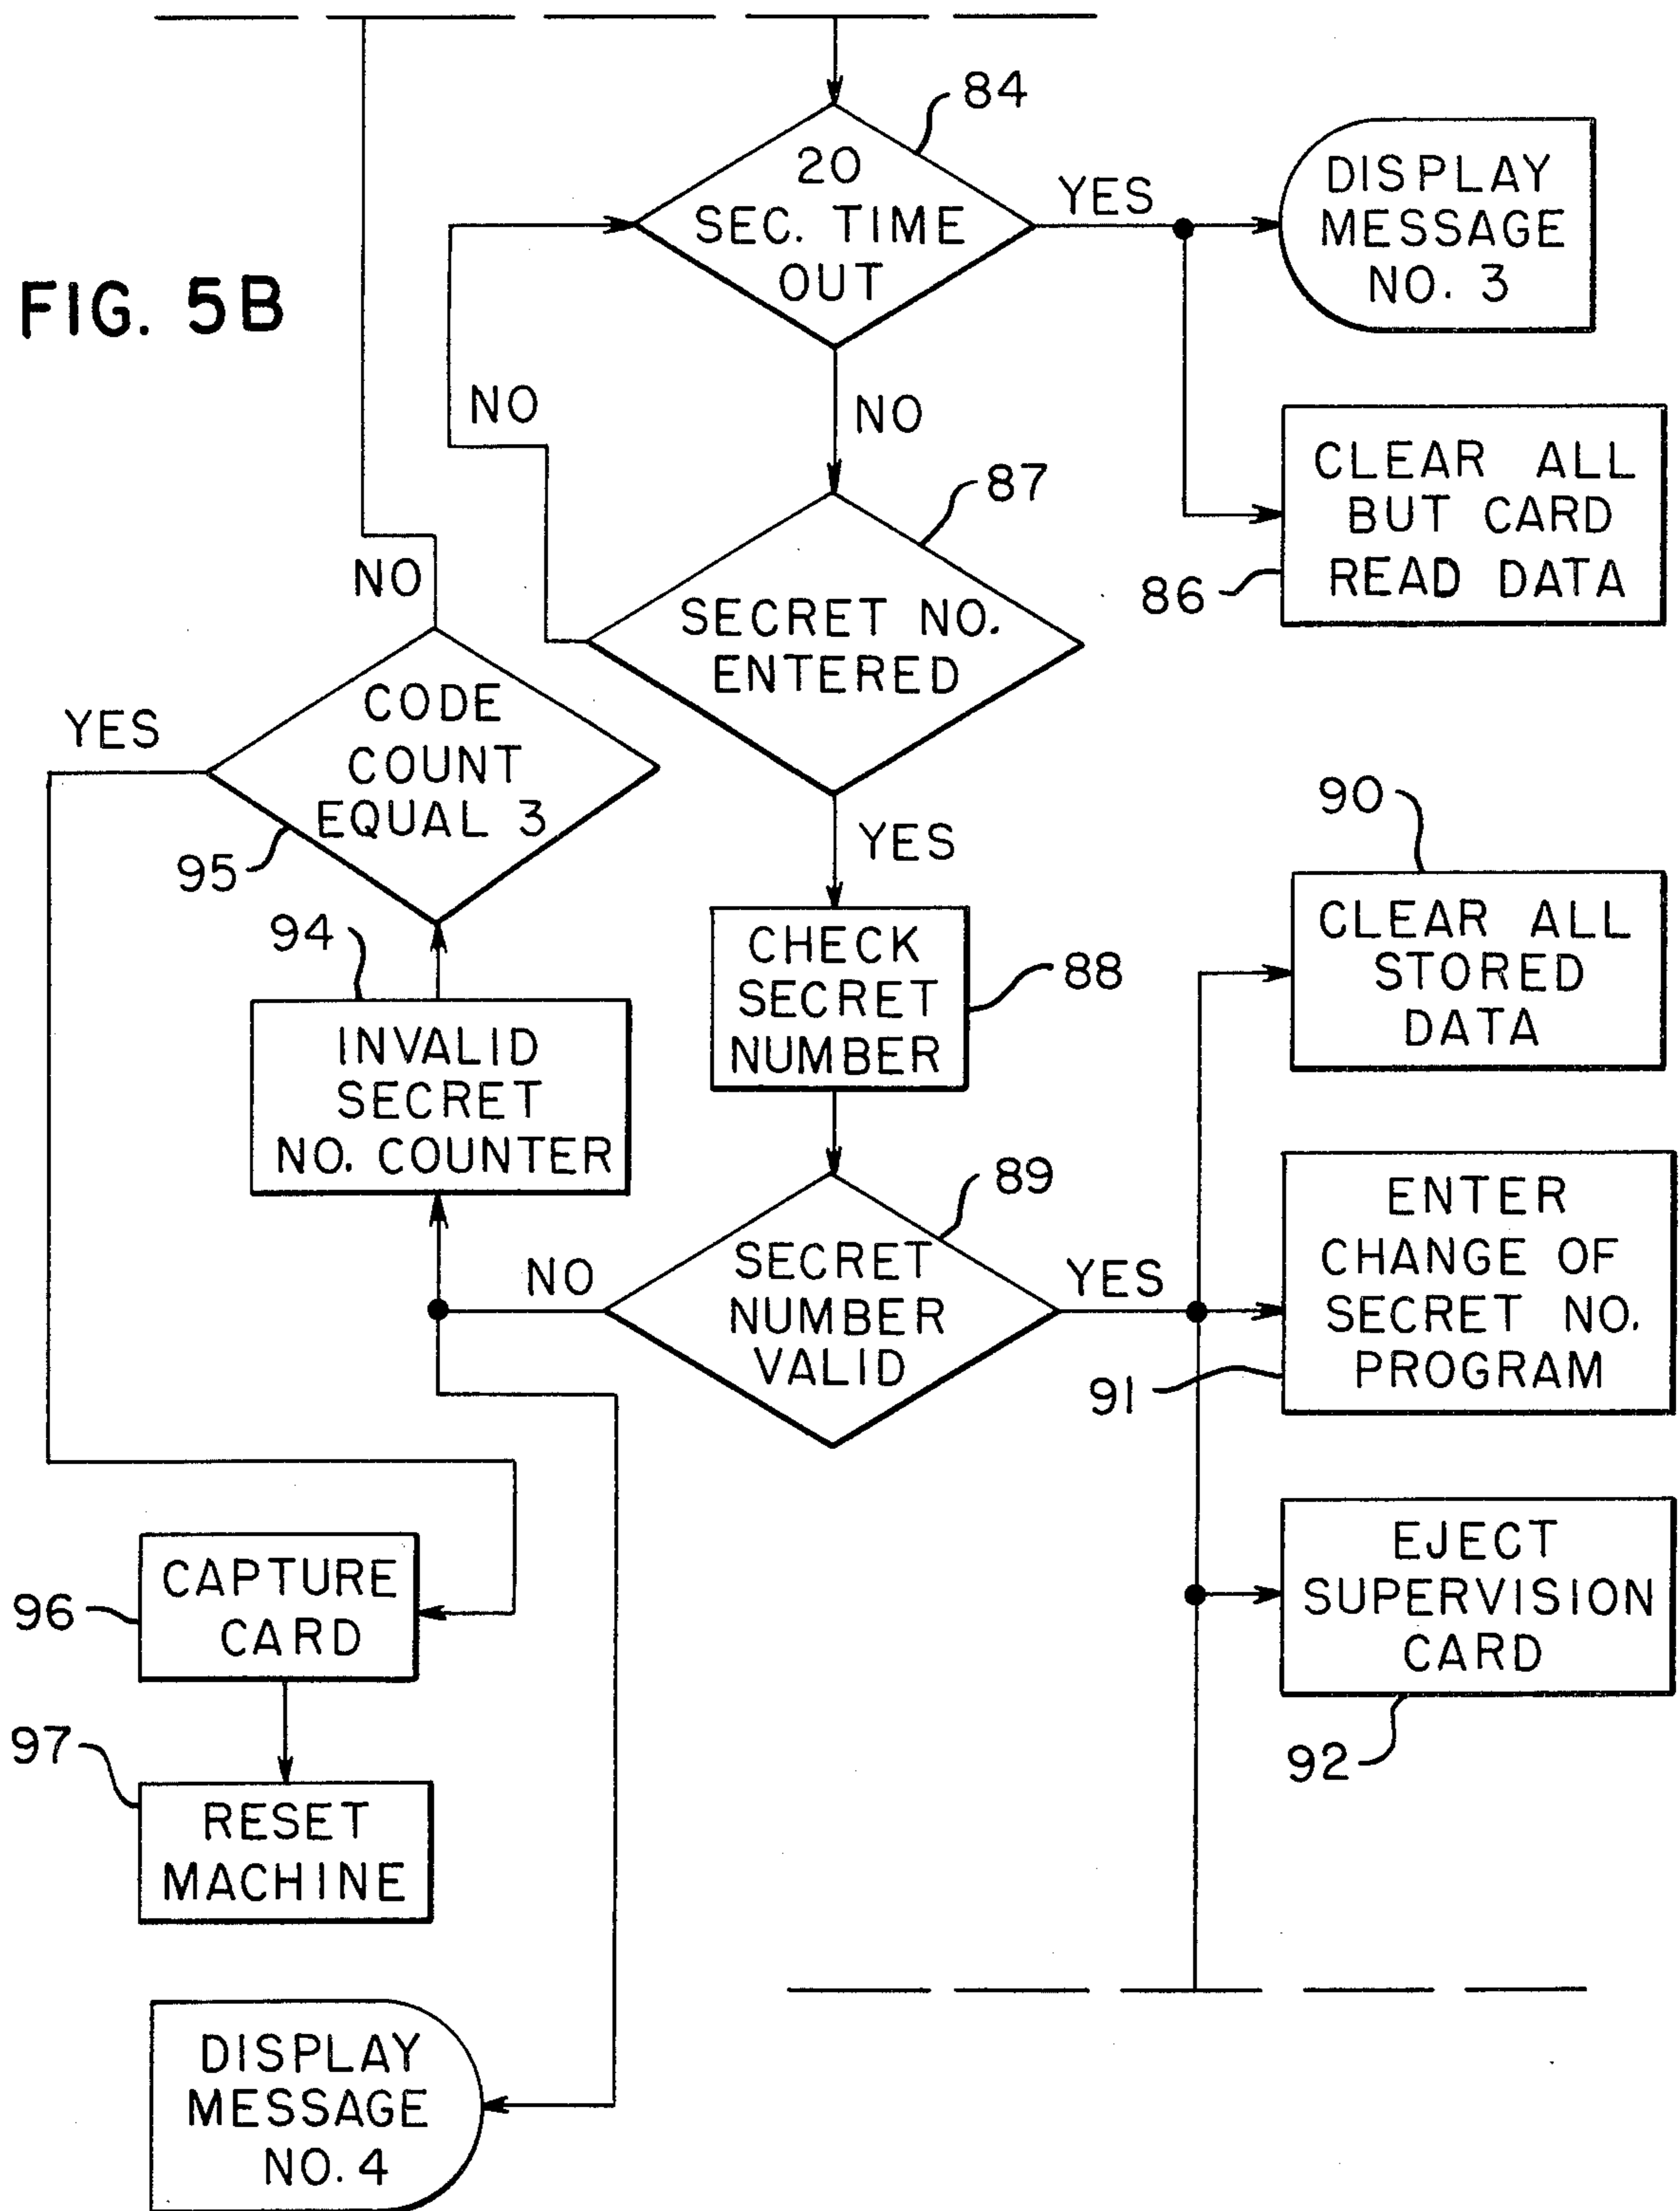 84
20
SEC. TIME
OUT
YES
DISPLAY
MESSAGE
NO. 3
FIG. 5B
NO
NO
CLEAR ALL
BUT CARD
READ DATA
86
87
SECRET NO.
ENTERED
NO
CODE
COUNT
EQUAL 3
YES
95
YES
90
CLEAR ALL
STORED
DATA
CHECK
SECRET
NUMBER
88
94
INVALID
SECRET
NO. COUNTER
89
SECRET
NUMBER
VALID
NO
YES
ENTER
CHANGE OF
SECRET NO.
PROGRAM
91
EJECT
SUPERVISION
CARD
92
CAPTURE
CARD
96
97
RESET
MACHINE
DISPLAY
MESSAGE
NO. 4